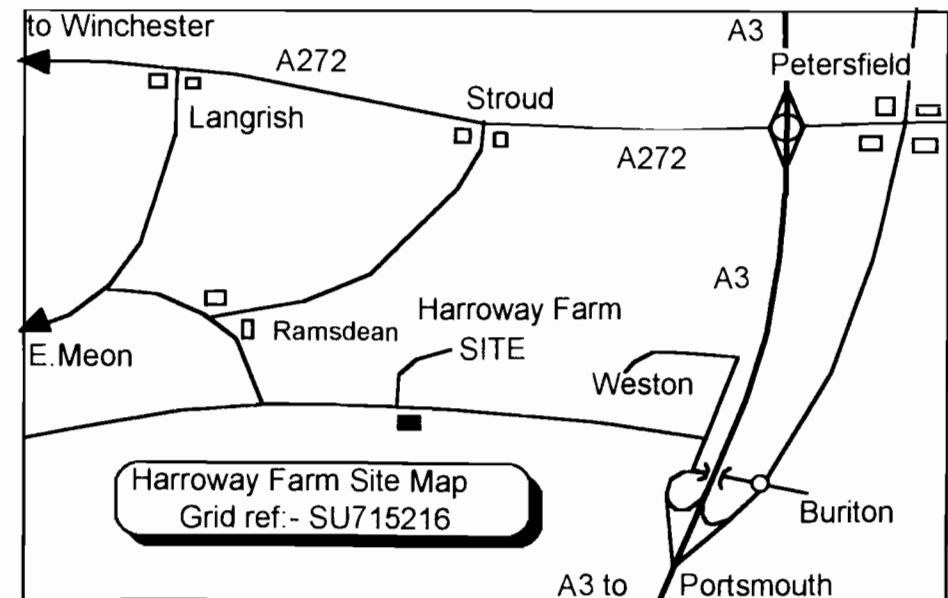 to Winchester
A3
A272
Petersfield
Stroud
Langrish
A272
A3
Harroway Farm
SITE
Ramsdean
E.Meon
Weston
Harroway Farm Site Map
Grid ref:- SU715216
Buriton
A3 to Portsmouth